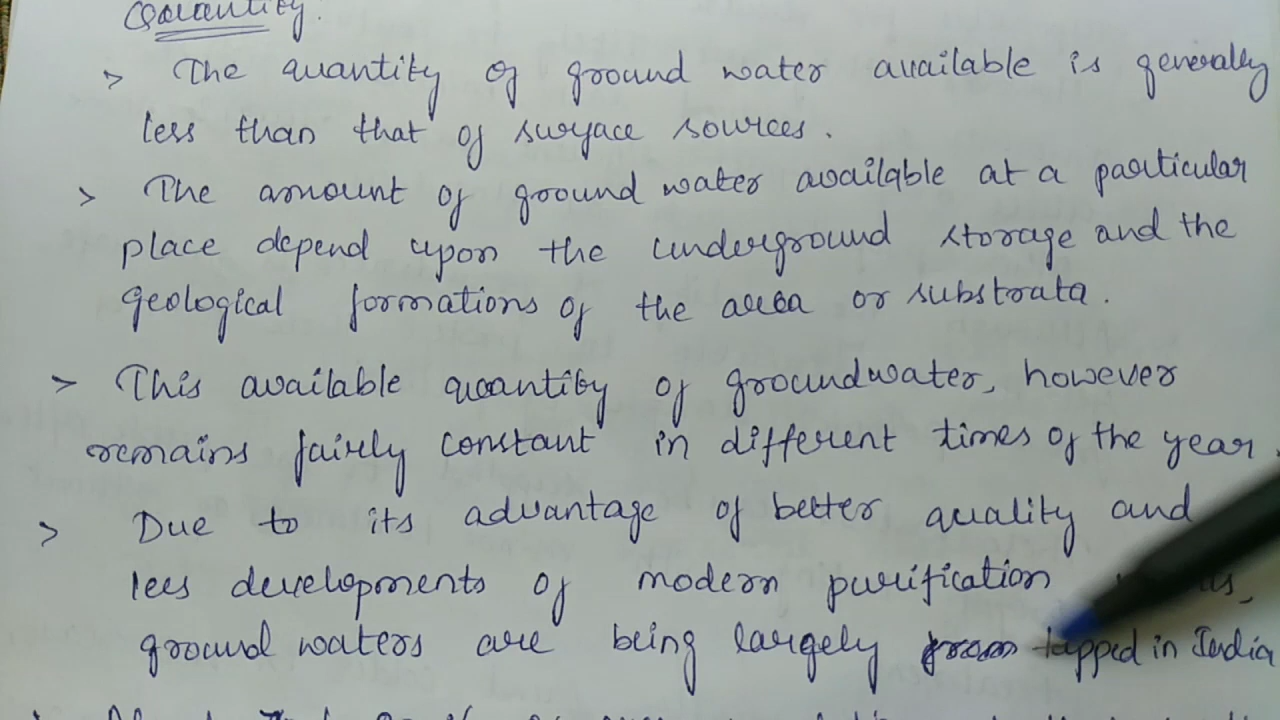 Quantity.
> The quantity of ground water available is generally
less than that of surface sources.
> The amount of ground water available at a particular
place depend upon the underground storage and the
geological formations of the area or substrata.
> This available quantity of groundwater, however
remains fairly constant in different times of the year.
> Due to its advantage of better quality and
less developments of modern purification
ground waters are being largely tapped in India